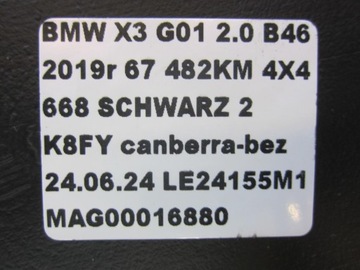 BMW X3 G01 2.0 B46
2019r 67 482KM 4X4
668 SCHWARZ 2
K8FY canberra-bez
24.06.24 LE24155M1
MAG00016880